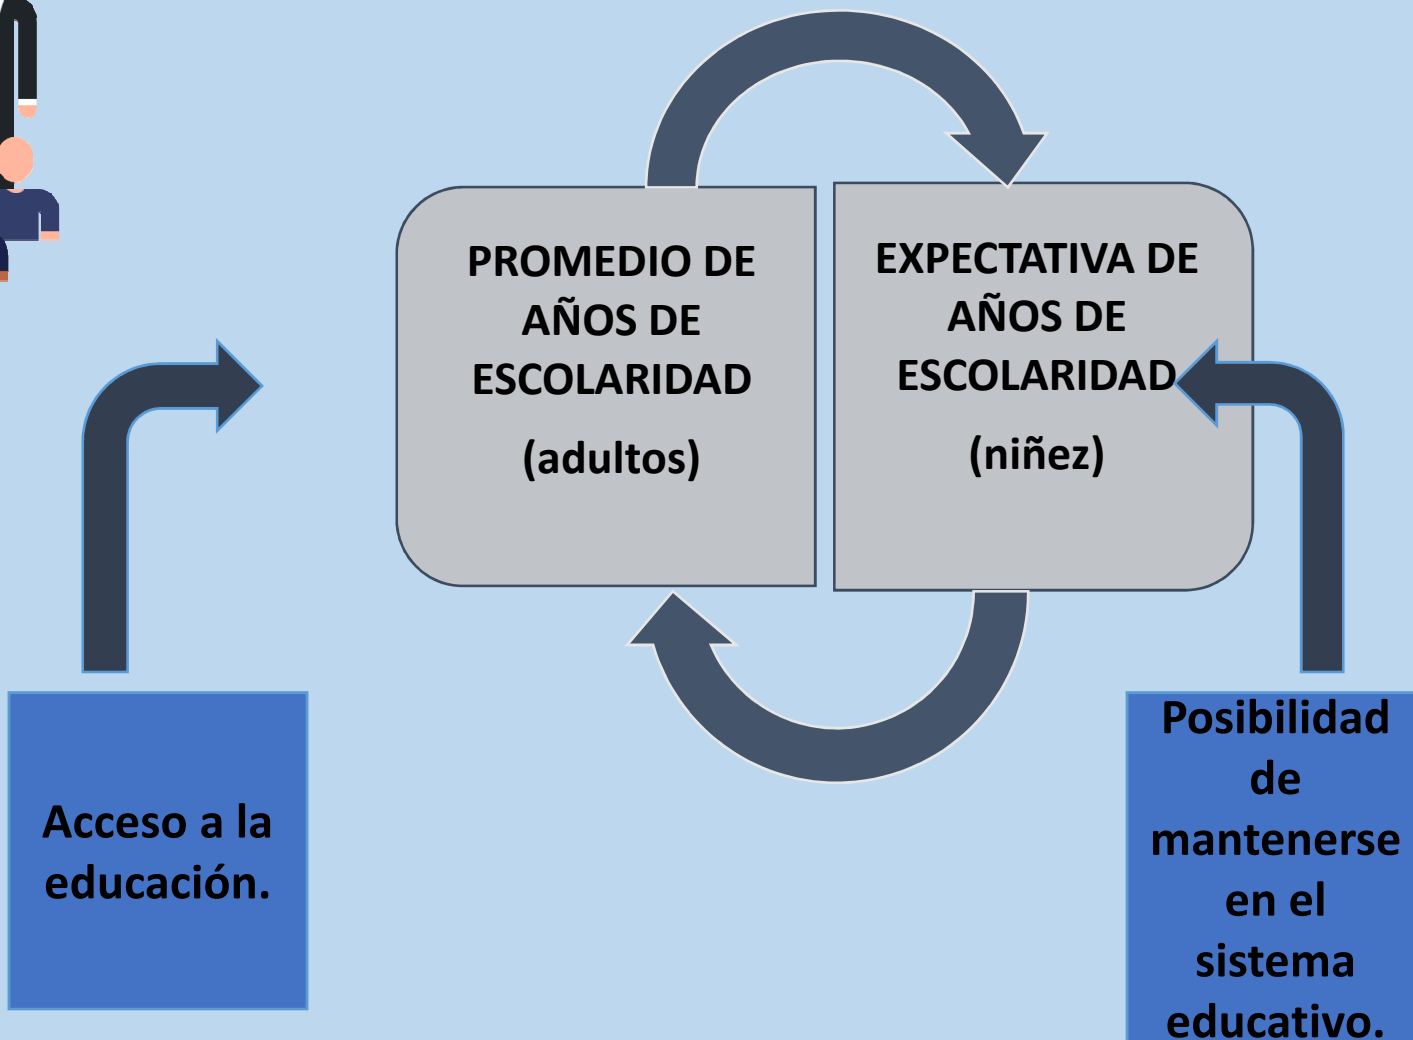 PROMEDIO DE
AÑOS DE
ESCOLARIDAD
(adultos)
EXPECTATIVA DE
AÑOS DE
ESCOLARIDAD
(niñez)
Acceso a la
educación.
Posibilidad
de
mantenerse
en el
sistema
educativo.